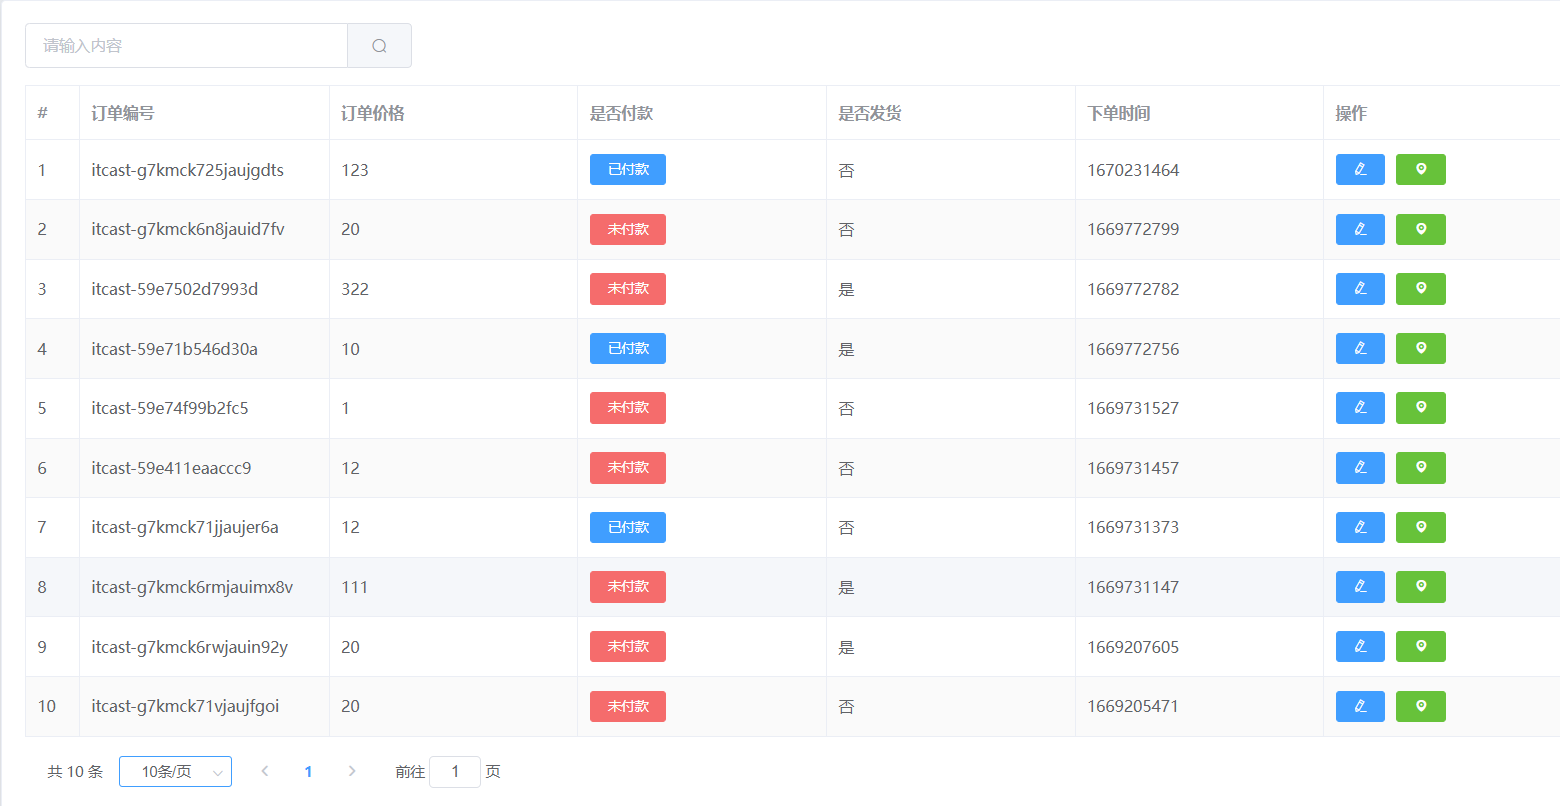 请输入内容
# 订单编号 订单价格 是否付款 是否发货 下单时间 操作
1 itcast-g7kmck725jaujgdts 123 已付款 否 1670231464
2 itcast-g7kmck6n8jauid7fv 20 未付款 否 1669772799
3 itcast-59e7502d7993d 322 未付款 是 1669772782
4 itcast-59e71b546d30a 10 已付款 是 1669772756
5 itcast-59e74f99b2fc5 1 未付款 否 1669731527
6 itcast-59e411eaaccc9 12 未付款 否 1669731457
7 itcast-g7kmck71jjaujer6a 12 已付款 否 1669731373
8 itcast-g7kmck6rmjauimx8v 111 未付款 是 1669731147
9 itcast-g7kmck6rwjauin92y 20 未付款 是 1669207605
10 itcast-g7kmck71vjaujfgoi 20 未付款 否 1669205471
共 10 条 10条/页 1 前往 1 页